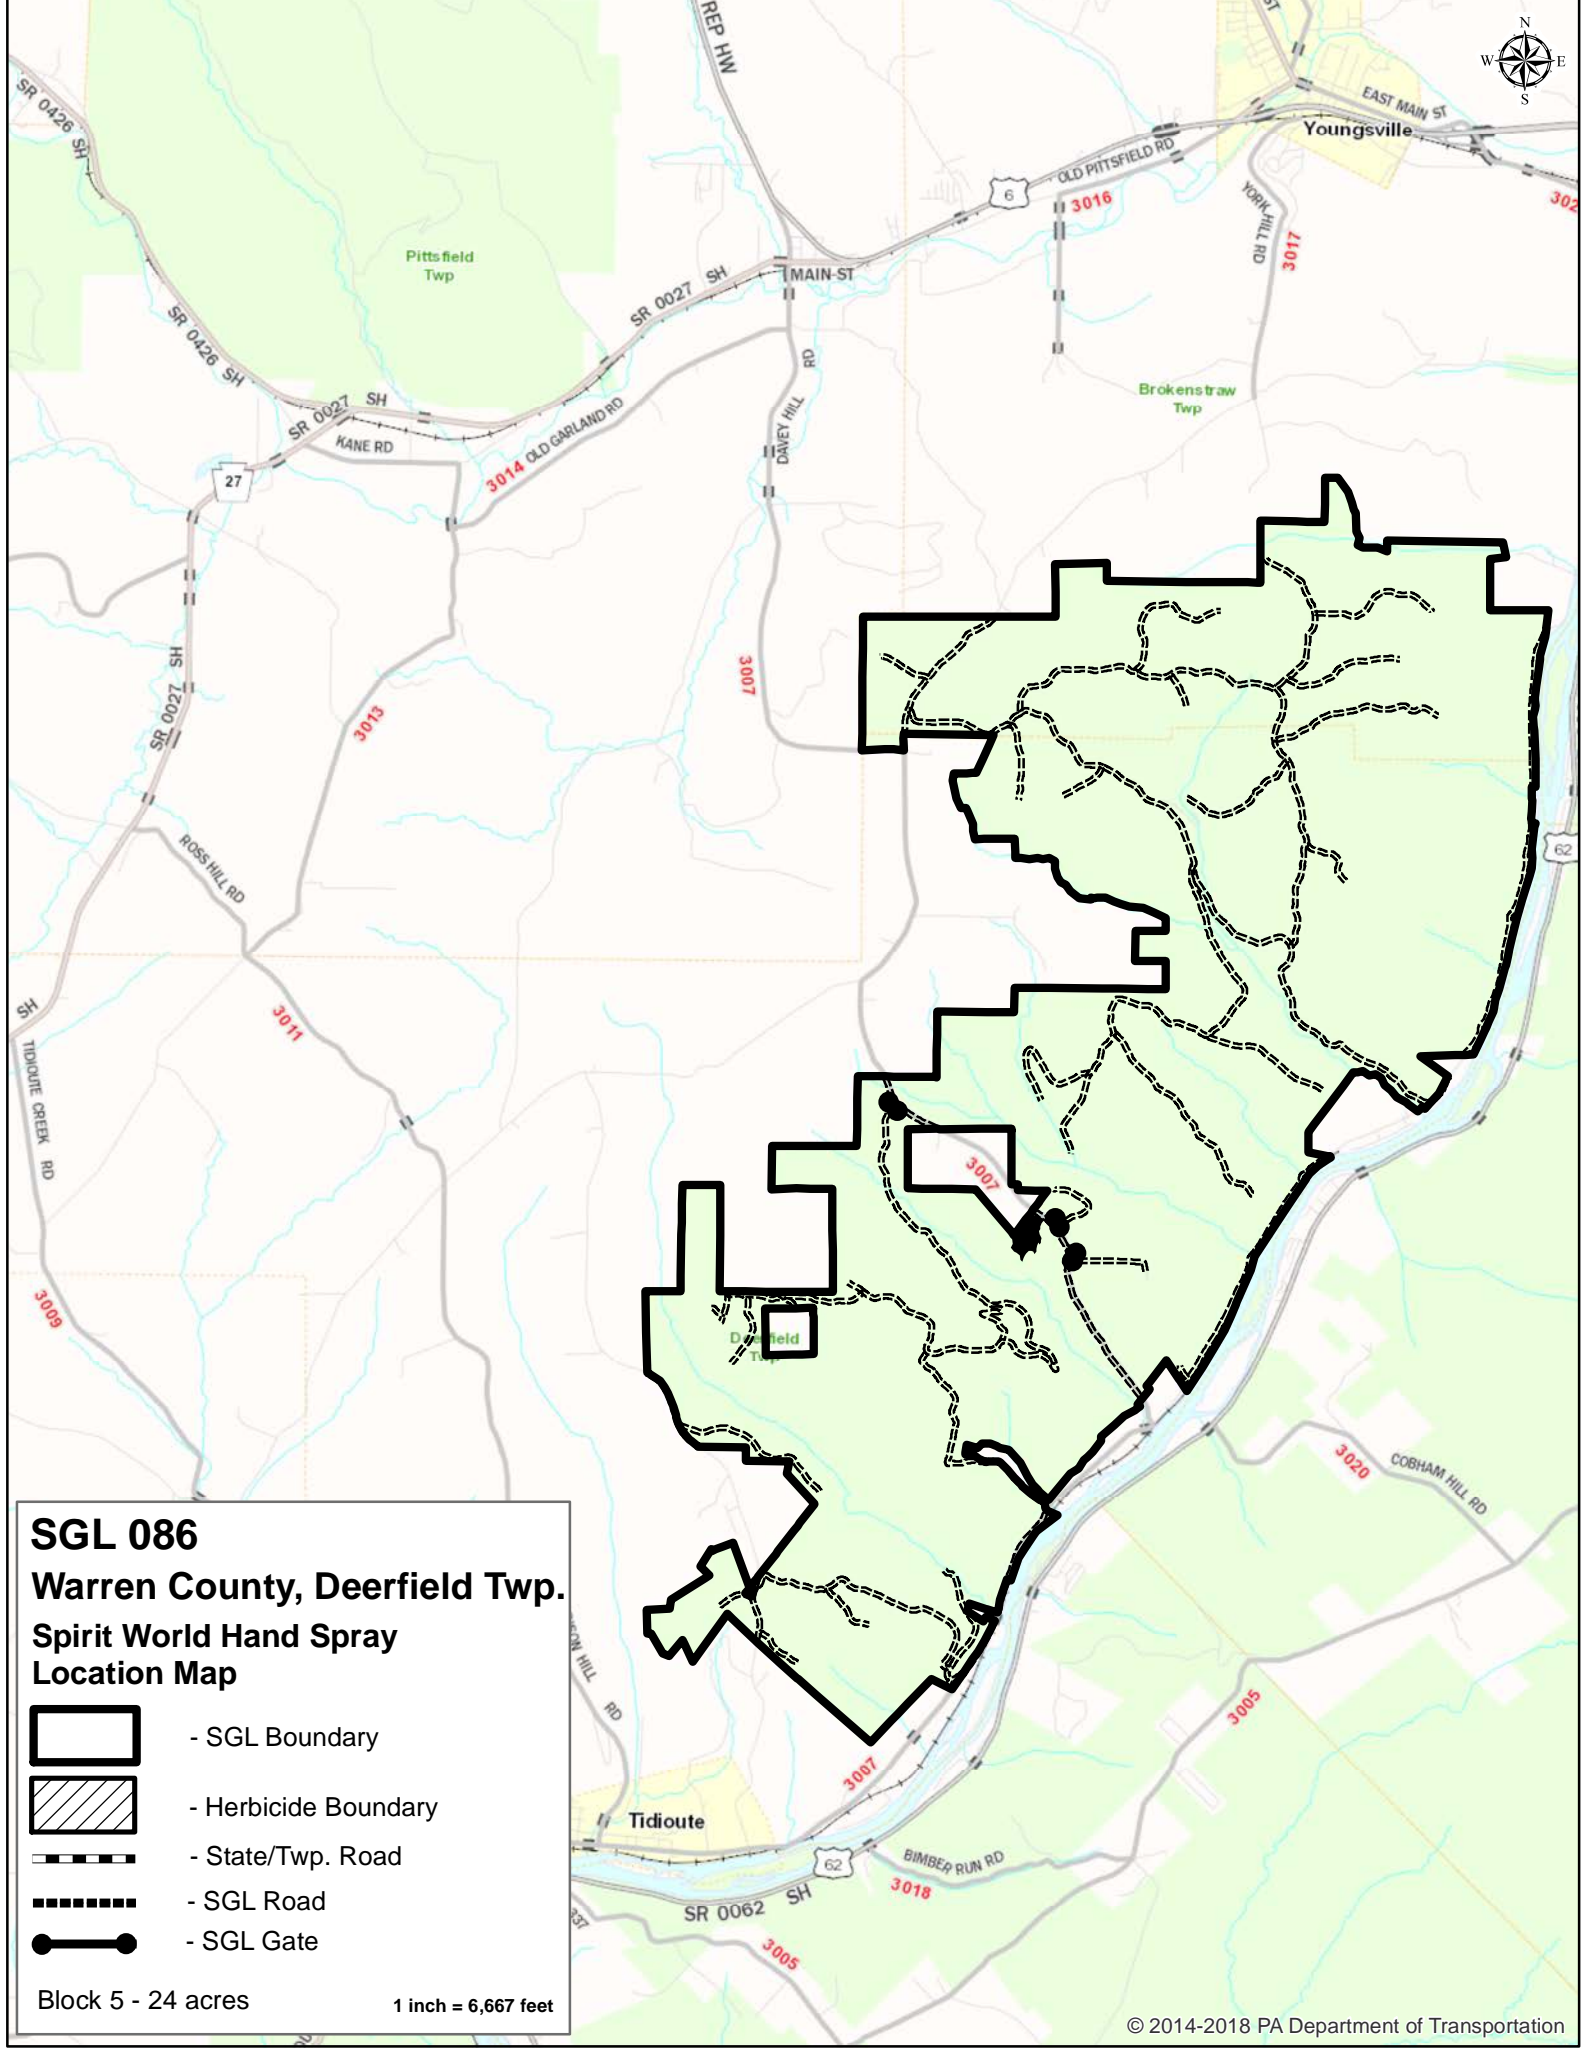 REP HW
ST
N
W
E
S
SR 0426 SH
EAST MAIN ST
Youngsville
OLD PITTSFIELD RD
6
3016
302
YORK HILL RD
3017
Pittsfield
Twp
SR 0027 SH
MAIN ST
SR 0426 SH
DAVEY HILL RD
Brokenstraw
Twp
SR 0027 SH
KANE RD
OLD GARLAND RD
3014
27
SR 0027 SH
3007
3013
62
ROSS HILL RD
SH
3011
TIDIOUTE CREEK RD
3007
3009
Deerfield
Twp
3020
COBHAM HILL RD
SGL 086
Warren County, Deerfield Twp.
Spirit World Hand Spray
Location Map
- SGL Boundary
- Herbicide Boundary
- State/Twp. Road
- SGL Road
- SGL Gate
Block 5 - 24 acres
1 inch = 6,667 feet
HILL RD
3005
3007
Tidioute
62
BIMBER RUN RD
3018
SR 0062 SH
337
3005
© 2014-2018 PA Department of Transportation